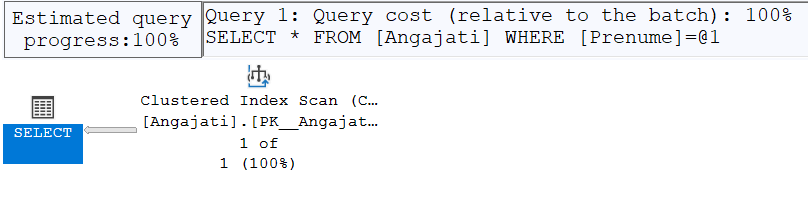 Estimated query
progress:100%
Query 1: Query cost (relative to the batch): 100%
SELECT * FROM [Angajati] WHERE [Prenume]=@1
SELECT
Clustered Index Scan (C…
[Angajati].[PK__Angajat…
1 of
1 (100%)